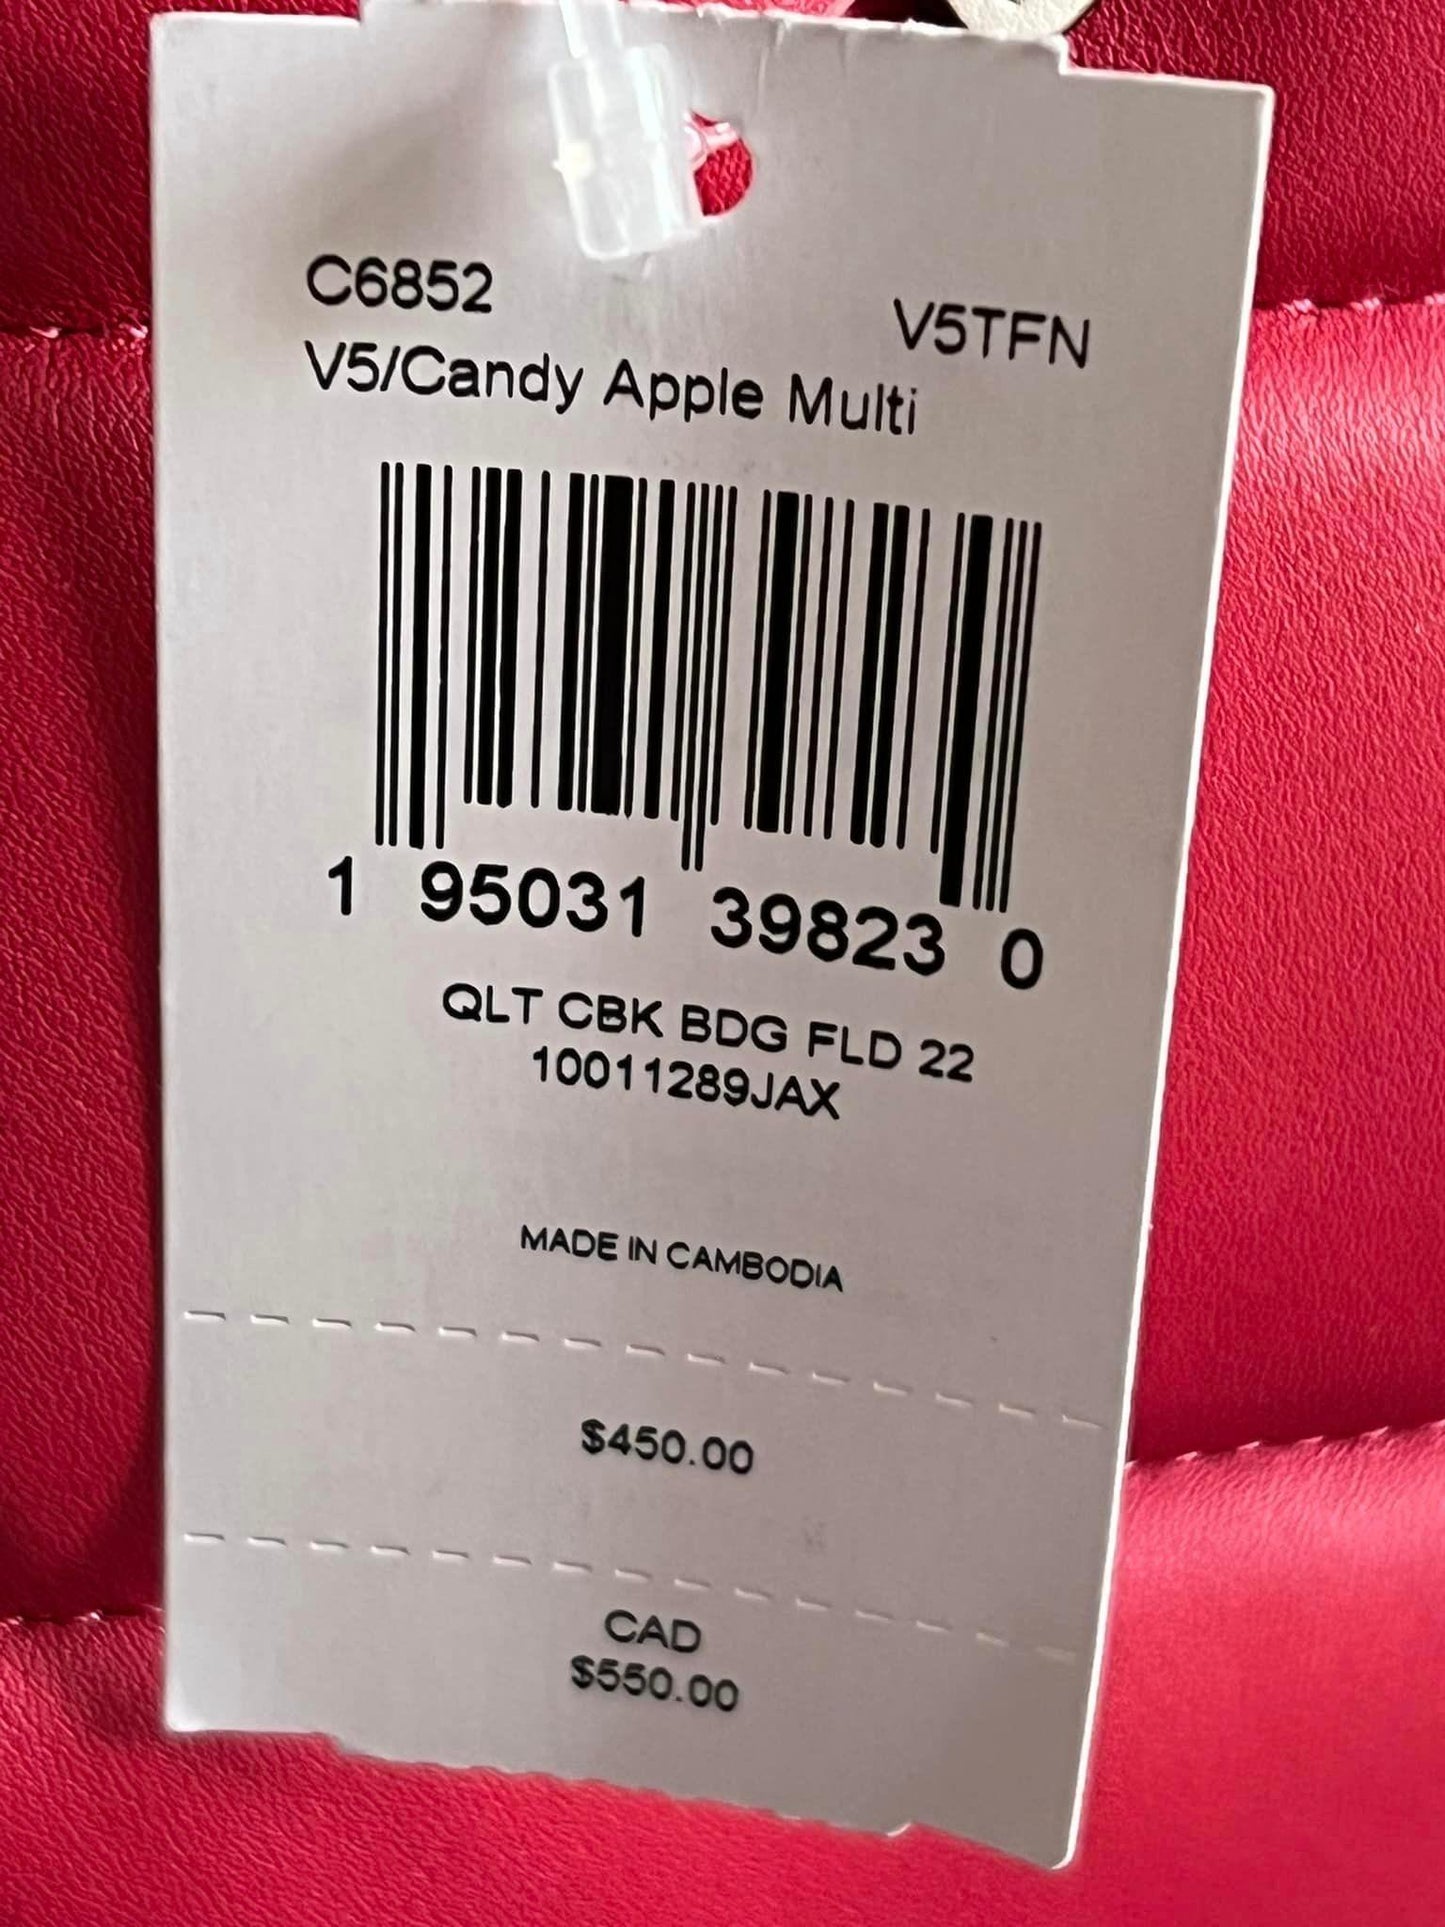 C6852
V5TFN
V5/Candy Apple Multi
1 95031 39823 0
QLT CBK BDG FLD 22
10011289JAX
MADE IN CAMBODIA
$450.00
CAD
$550.00